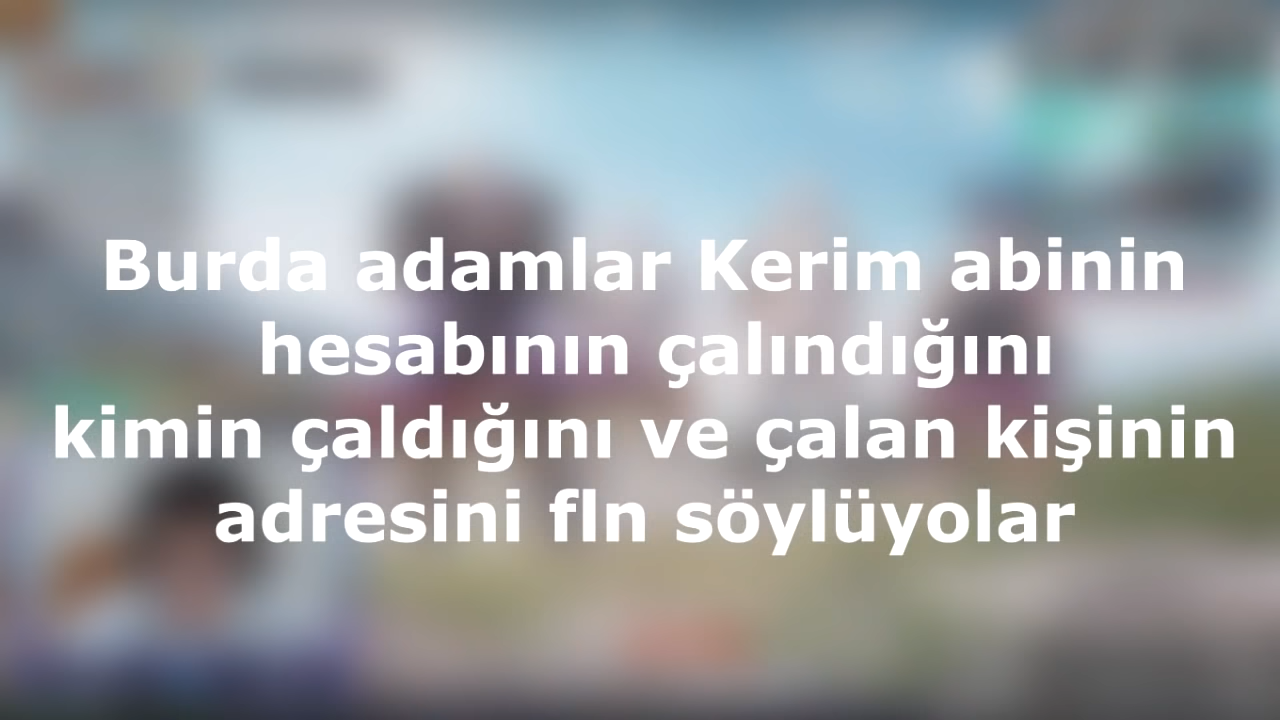 Burda adamlar Kerim abinin
hesabının çalındığını
kimin çaldığını ve çalan kişinin
adresini fln söylüyolar